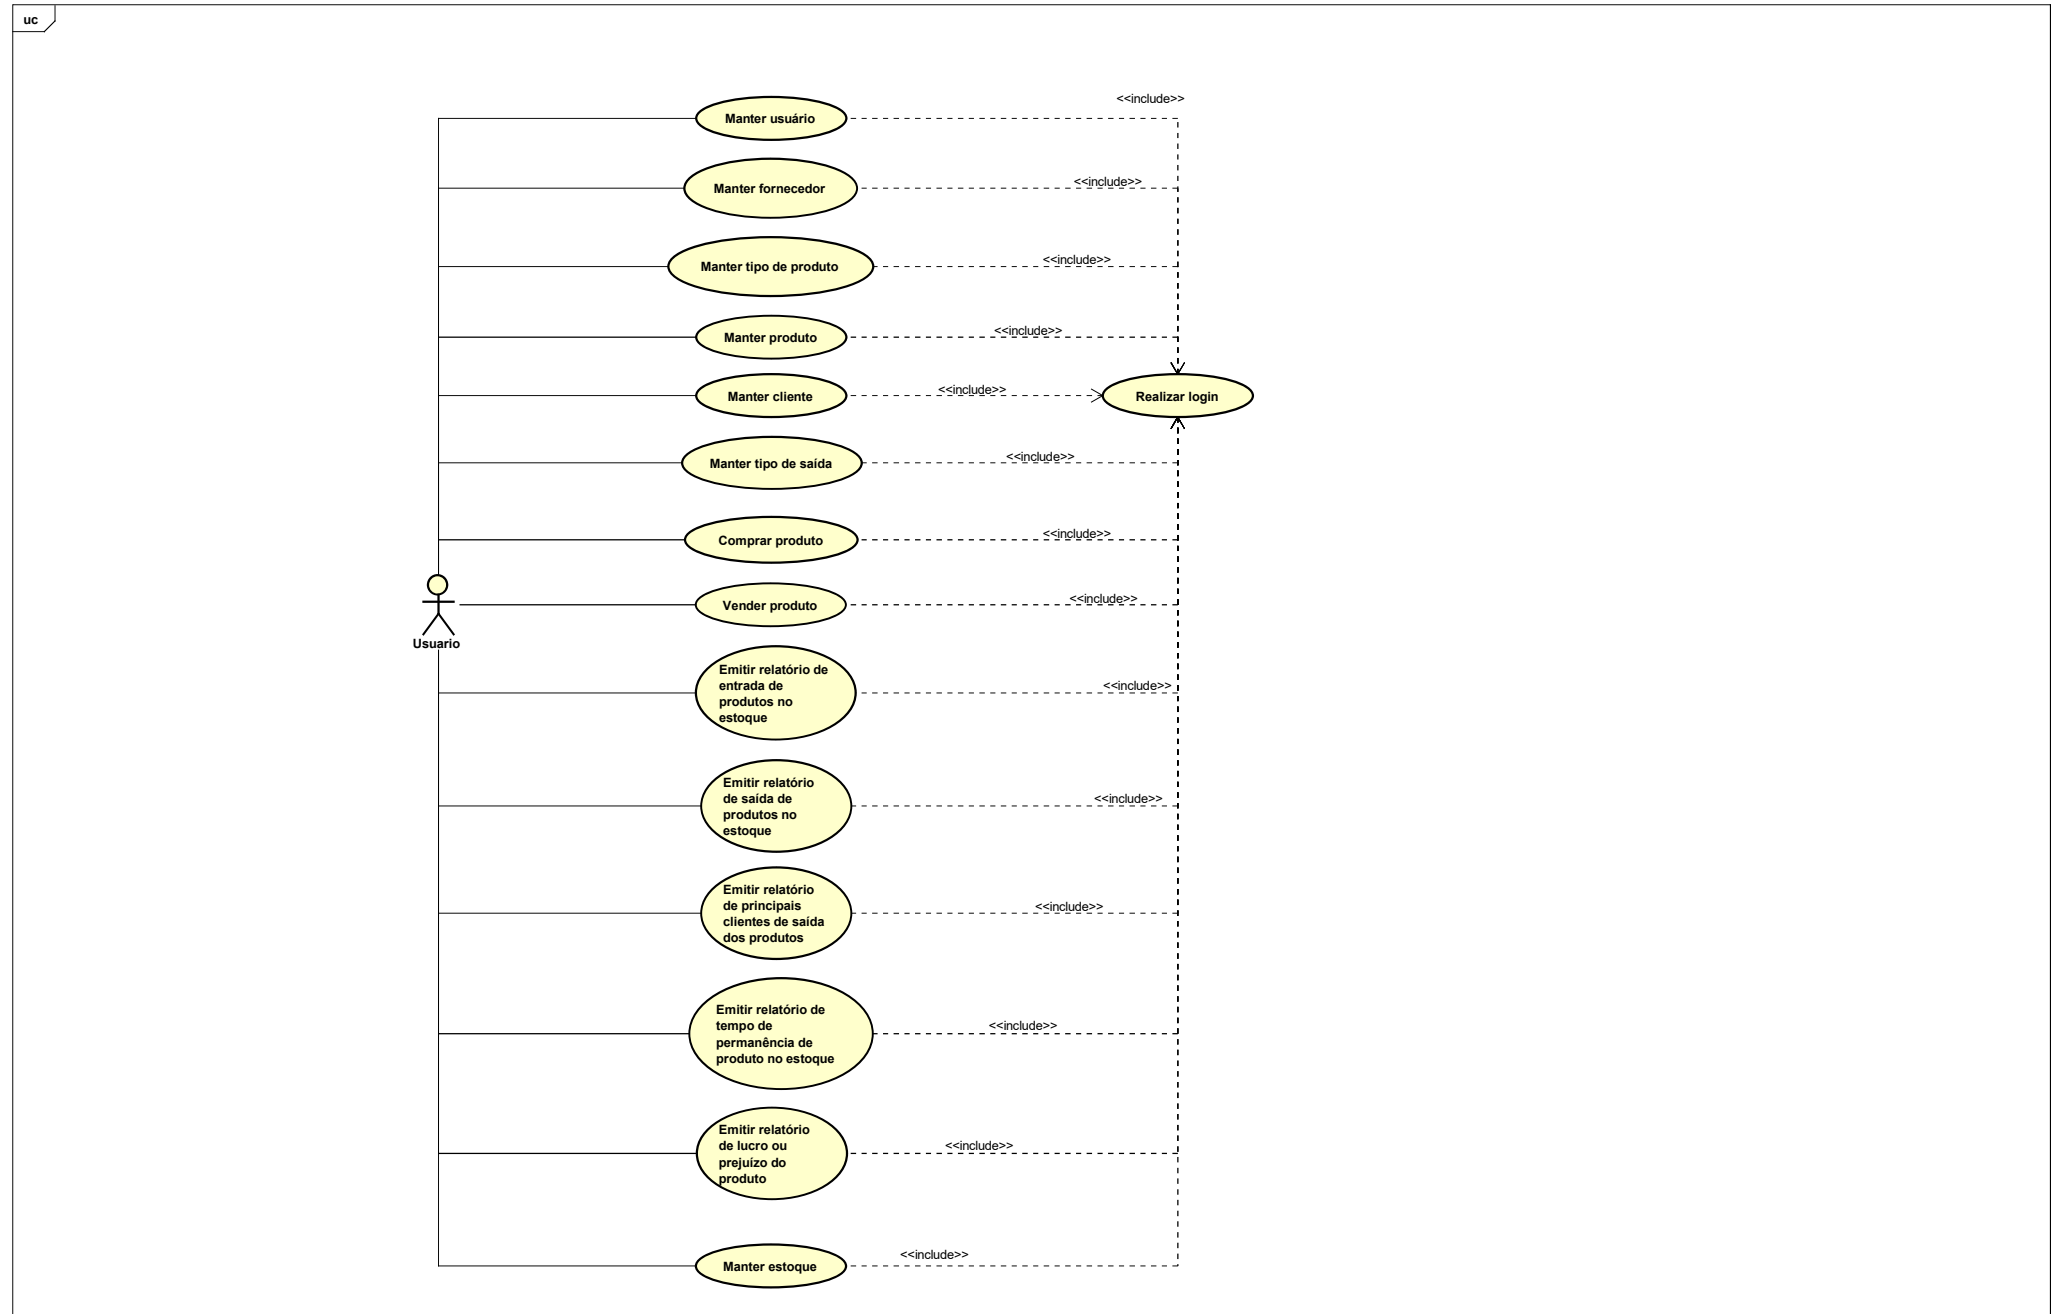 uc
<<include>>
Manter usuário
<<include>>
Manter fornecedor
<<include>>
Manter tipo de produto
<<include>>
Manter produto
<<include>>
Manter cliente
Realizar login
<<include>>
Manter tipo de saída
<<include>>
Comprar produto
<<include>>
Vender produto
Usuario
Emitir relatório de
entrada de
produtos no
estoque
<<include>>
Emitir relatório
de saída de
produtos no
estoque
<<include>>
Emitir relatório
de principais
clientes de saída
dos produtos
<<include>>
Emitir relatório de
tempo de
permanência de
produto no estoque
<<include>>
Emitir relatório
de lucro ou
prejuízo do
produto
<<include>>
<<include>>
Manter estoque